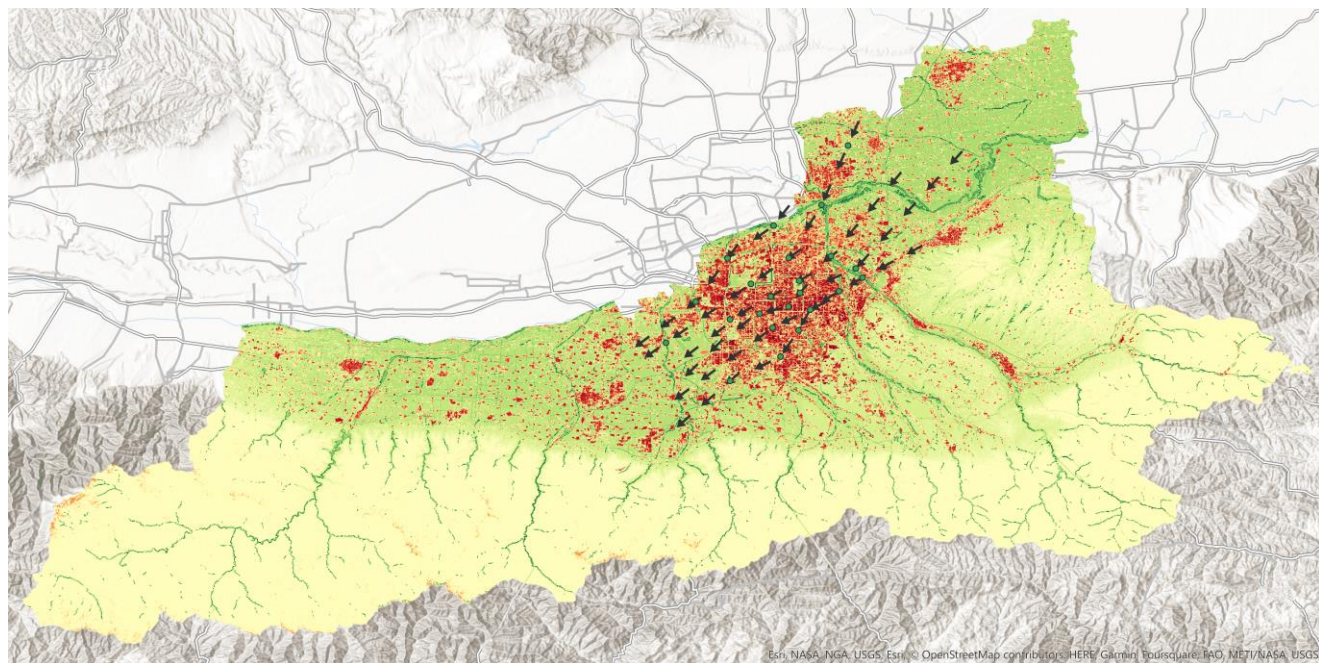 Esri, NASA, NGA, USGS, Esri, © OpenStreetMap contributors, HERE, Garmin, Foursquare, FAO, METI/NASA, USGS